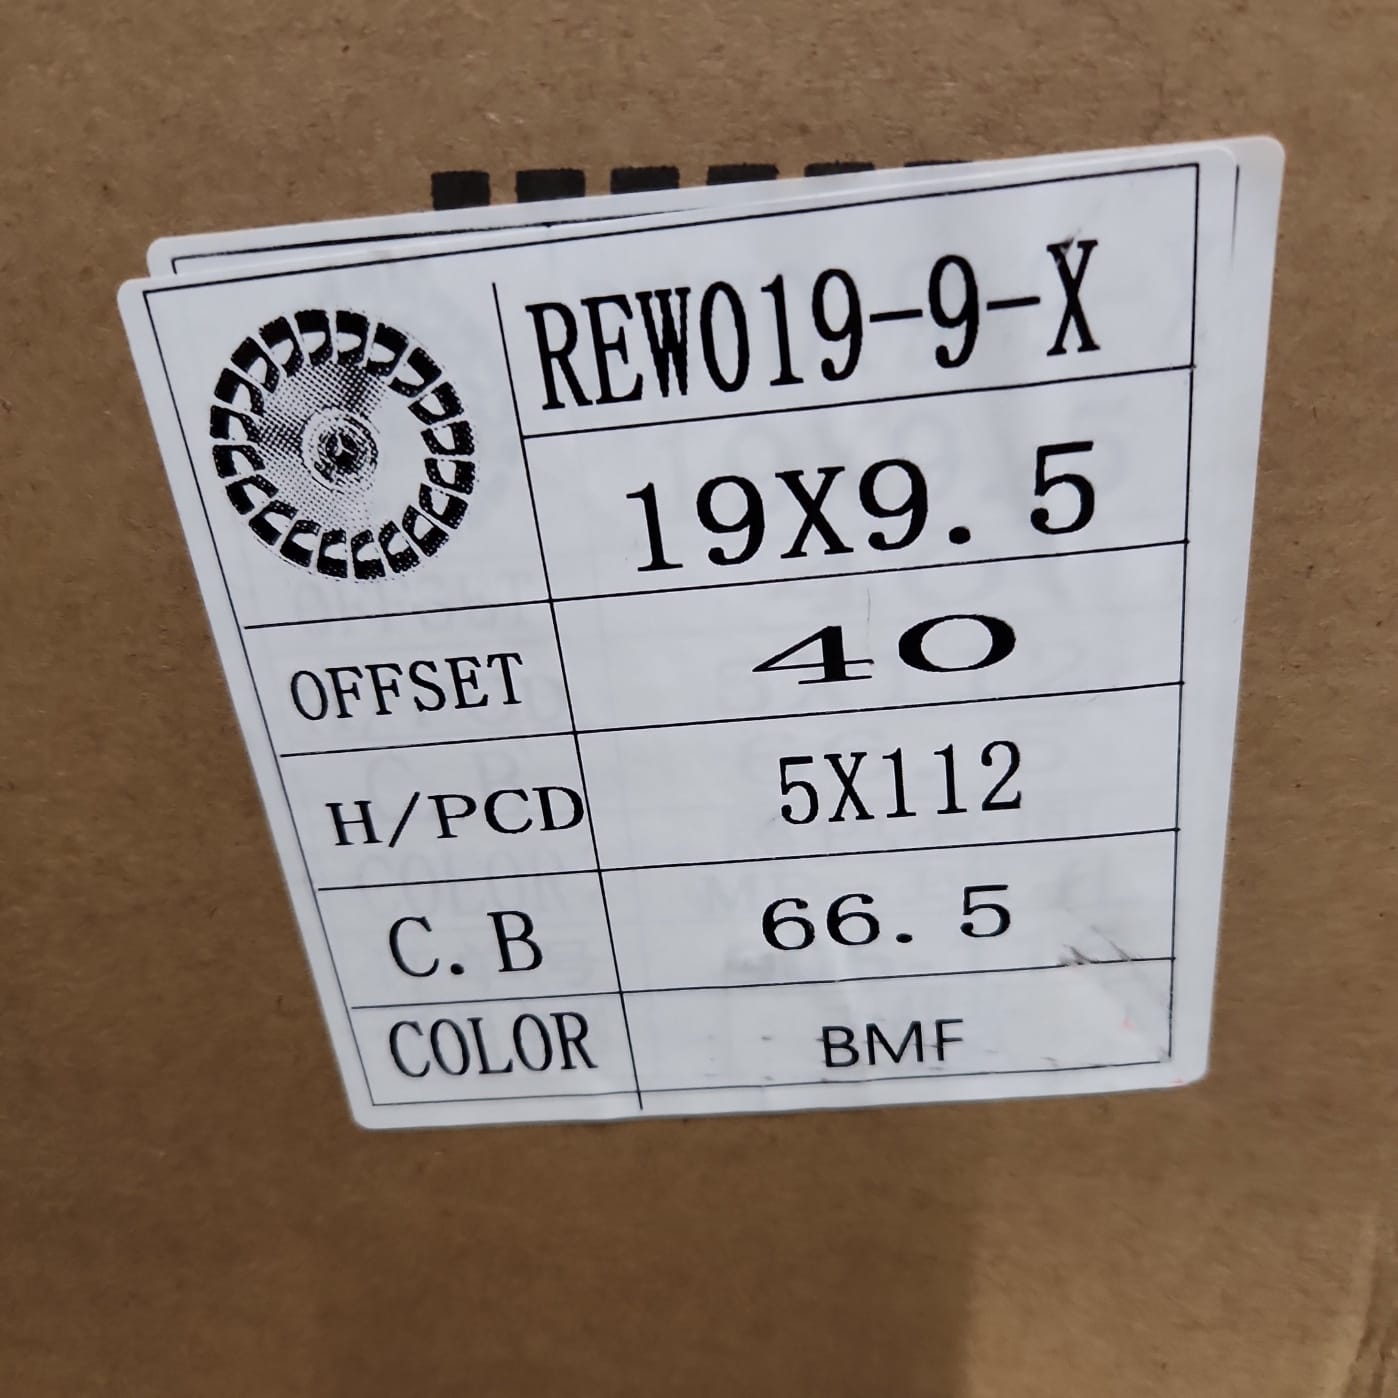 REW019-9-X
19X9.5
OFFSET 40
H/PCD 5X112
C.B 66.5
COLOR BMF